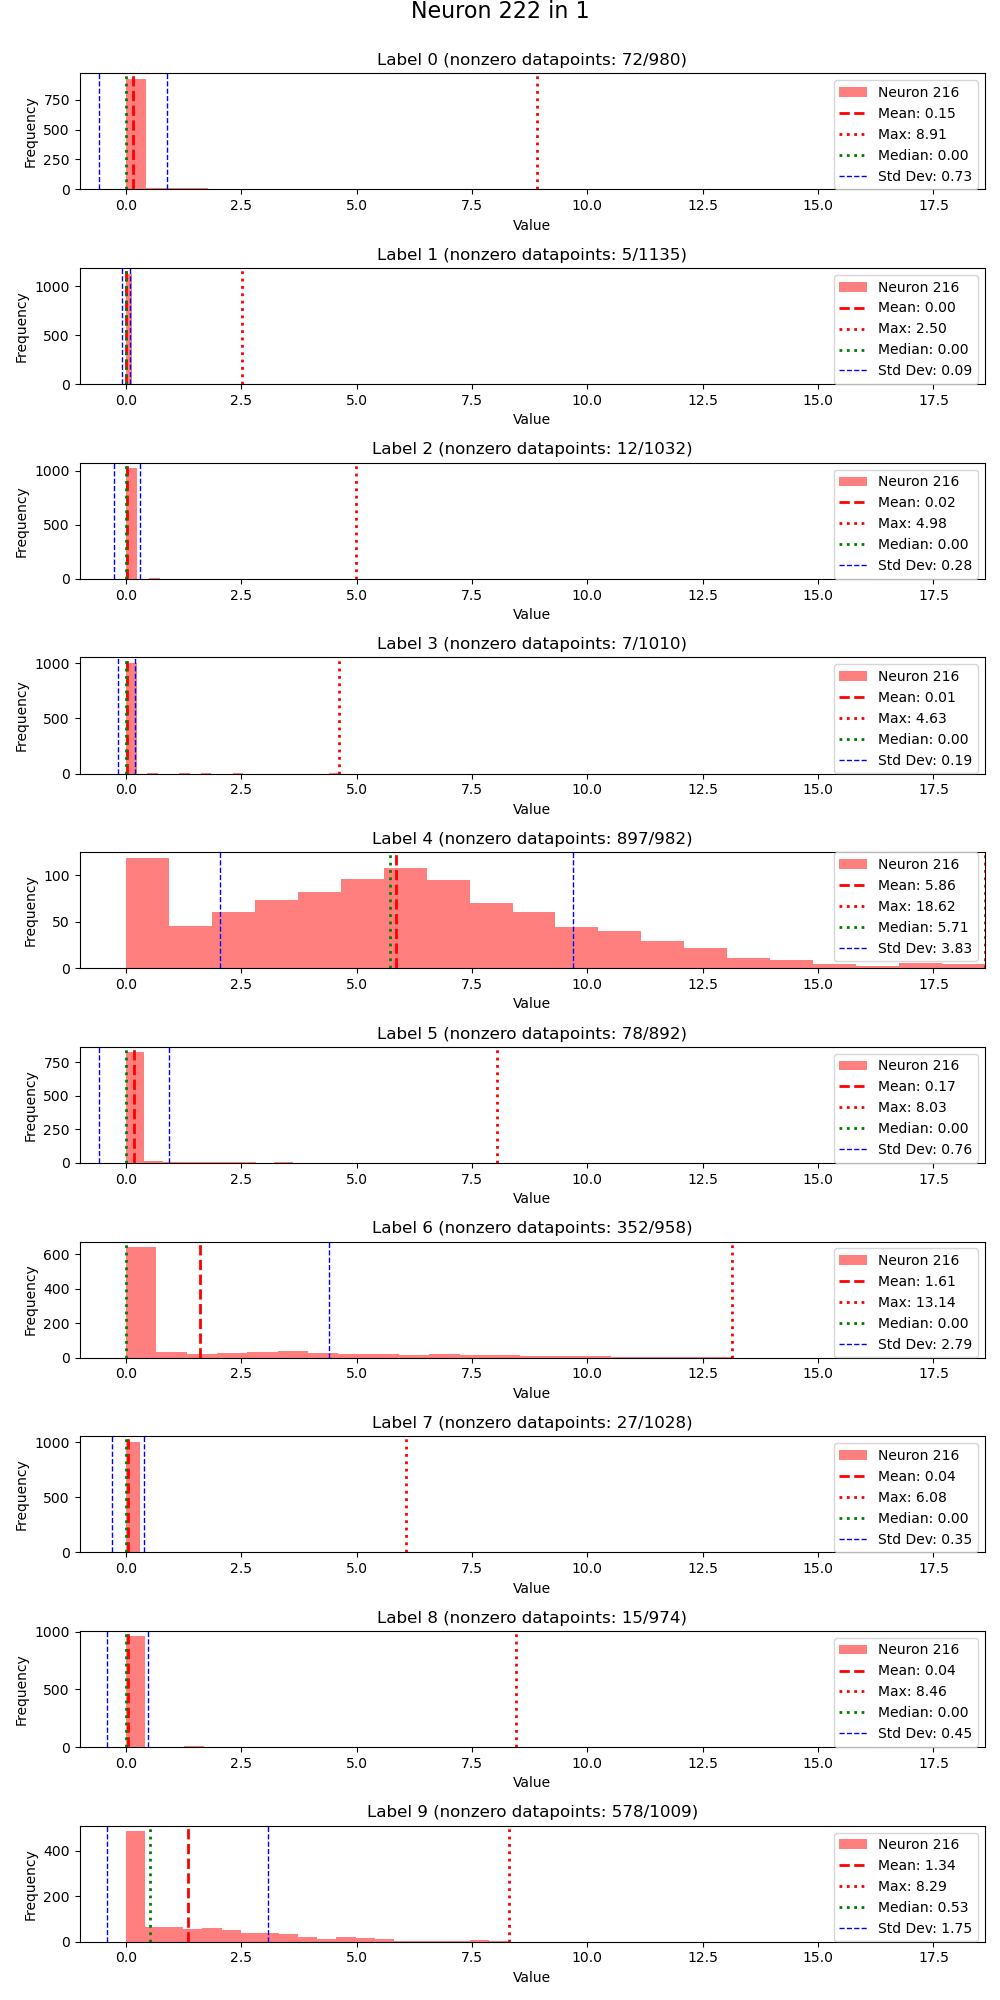 Neuron 222 in 1
Label 0 (nonzero datapoints: 72/980)
Frequency
750
500
250
0
Neuron 216
Mean: 0.15
Max: 8.91
Median: 0.00
Std Dev: 0.73
0.0 2.5 5.0 7.5 10.0 12.5 15.0 17.5
Value
Label 1 (nonzero datapoints: 5/1135)
Frequency
1000
500
0
Neuron 216
Mean: 0.00
Max: 2.50
Median: 0.00
Std Dev: 0.09
0.0 2.5 5.0 7.5 10.0 12.5 15.0 17.5
Value
Label 2 (nonzero datapoints: 12/1032)
Frequency
1000
500
0
Neuron 216
Mean: 0.02
Max: 4.98
Median: 0.00
Std Dev: 0.28
0.0 2.5 5.0 7.5 10.0 12.5 15.0 17.5
Value
Label 3 (nonzero datapoints: 7/1010)
Frequency
1000
500
0
Neuron 216
Mean: 0.01
Max: 4.63
Median: 0.00
Std Dev: 0.19
0.0 2.5 5.0 7.5 10.0 12.5 15.0 17.5
Value
Label 4 (nonzero datapoints: 897/982)
Frequency
100
50
0
Neuron 216
Mean: 5.86
Max: 18.62
Median: 5.71
Std Dev: 3.83
0.0 2.5 5.0 7.5 10.0 12.5 15.0 17.5
Value
Label 5 (nonzero datapoints: 78/892)
Frequency
750
500
250
0
Neuron 216
Mean: 0.17
Max: 8.03
Median: 0.00
Std Dev: 0.76
0.0 2.5 5.0 7.5 10.0 12.5 15.0 17.5
Value
Label 6 (nonzero datapoints: 352/958)
Frequency
600
400
200
0
Neuron 216
Mean: 1.61
Max: 13.14
Median: 0.00
Std Dev: 2.79
0.0 2.5 5.0 7.5 10.0 12.5 15.0 17.5
Value
Label 7 (nonzero datapoints: 27/1028)
Frequency
1000
500
0
Neuron 216
Mean: 0.04
Max: 6.08
Median: 0.00
Std Dev: 0.35
0.0 2.5 5.0 7.5 10.0 12.5 15.0 17.5
Value
Label 8 (nonzero datapoints: 15/974)
Frequency
1000
500
0
Neuron 216
Mean: 0.04
Max: 8.46
Median: 0.00
Std Dev: 0.45
0.0 2.5 5.0 7.5 10.0 12.5 15.0 17.5
Value
Label 9 (nonzero datapoints: 578/1009)
Frequency
400
200
0
Neuron 216
Mean: 1.34
Max: 8.29
Median: 0.53
Std Dev: 1.75
0.0 2.5 5.0 7.5 10.0 12.5 15.0 17.5
Value